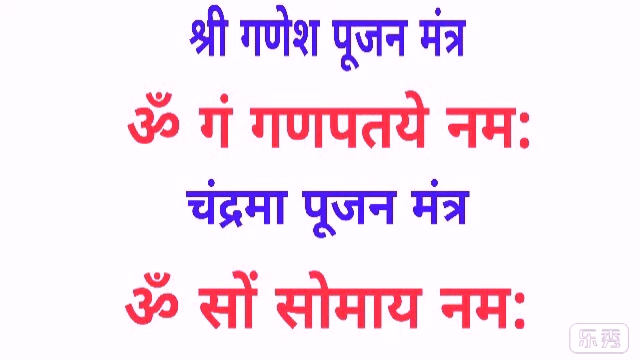 श्री गणेश पूजन मंत्र
ॐ गं गणपतये नम:
चंद्रमा पूजन मंत्र
ॐ सों सोमाय नम:
乐秀